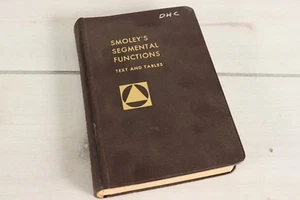 DHC
SMOLEY'S
SEGMENTAL
FUNCTIONS
TEXT AND TABLES